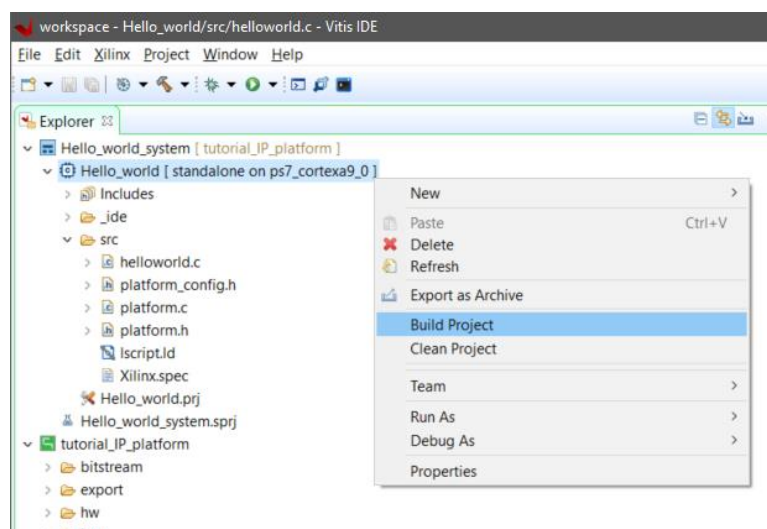 workspace - Hello_world/src/helloworld.c - Vitis IDE
File Edit Xilinx Project Window Help
Explorer
Hello_world_system [ tutorial_IP_platform ]
Hello_world [ standalone on ps7_cortexa9_0 ]
Includes
_ide
src
helloworld.c
platform_config.h
platform.c
platform.h
lscript.ld
Xilinx.spec
Hello_world.prj
Hello_world_system.sprj
tutorial_IP_platform
bitstream
export
hw
New
Paste Ctrl+V
Delete
Refresh
Export as Archive
Build Project
Clean Project
Team
Run As
Debug As
Properties